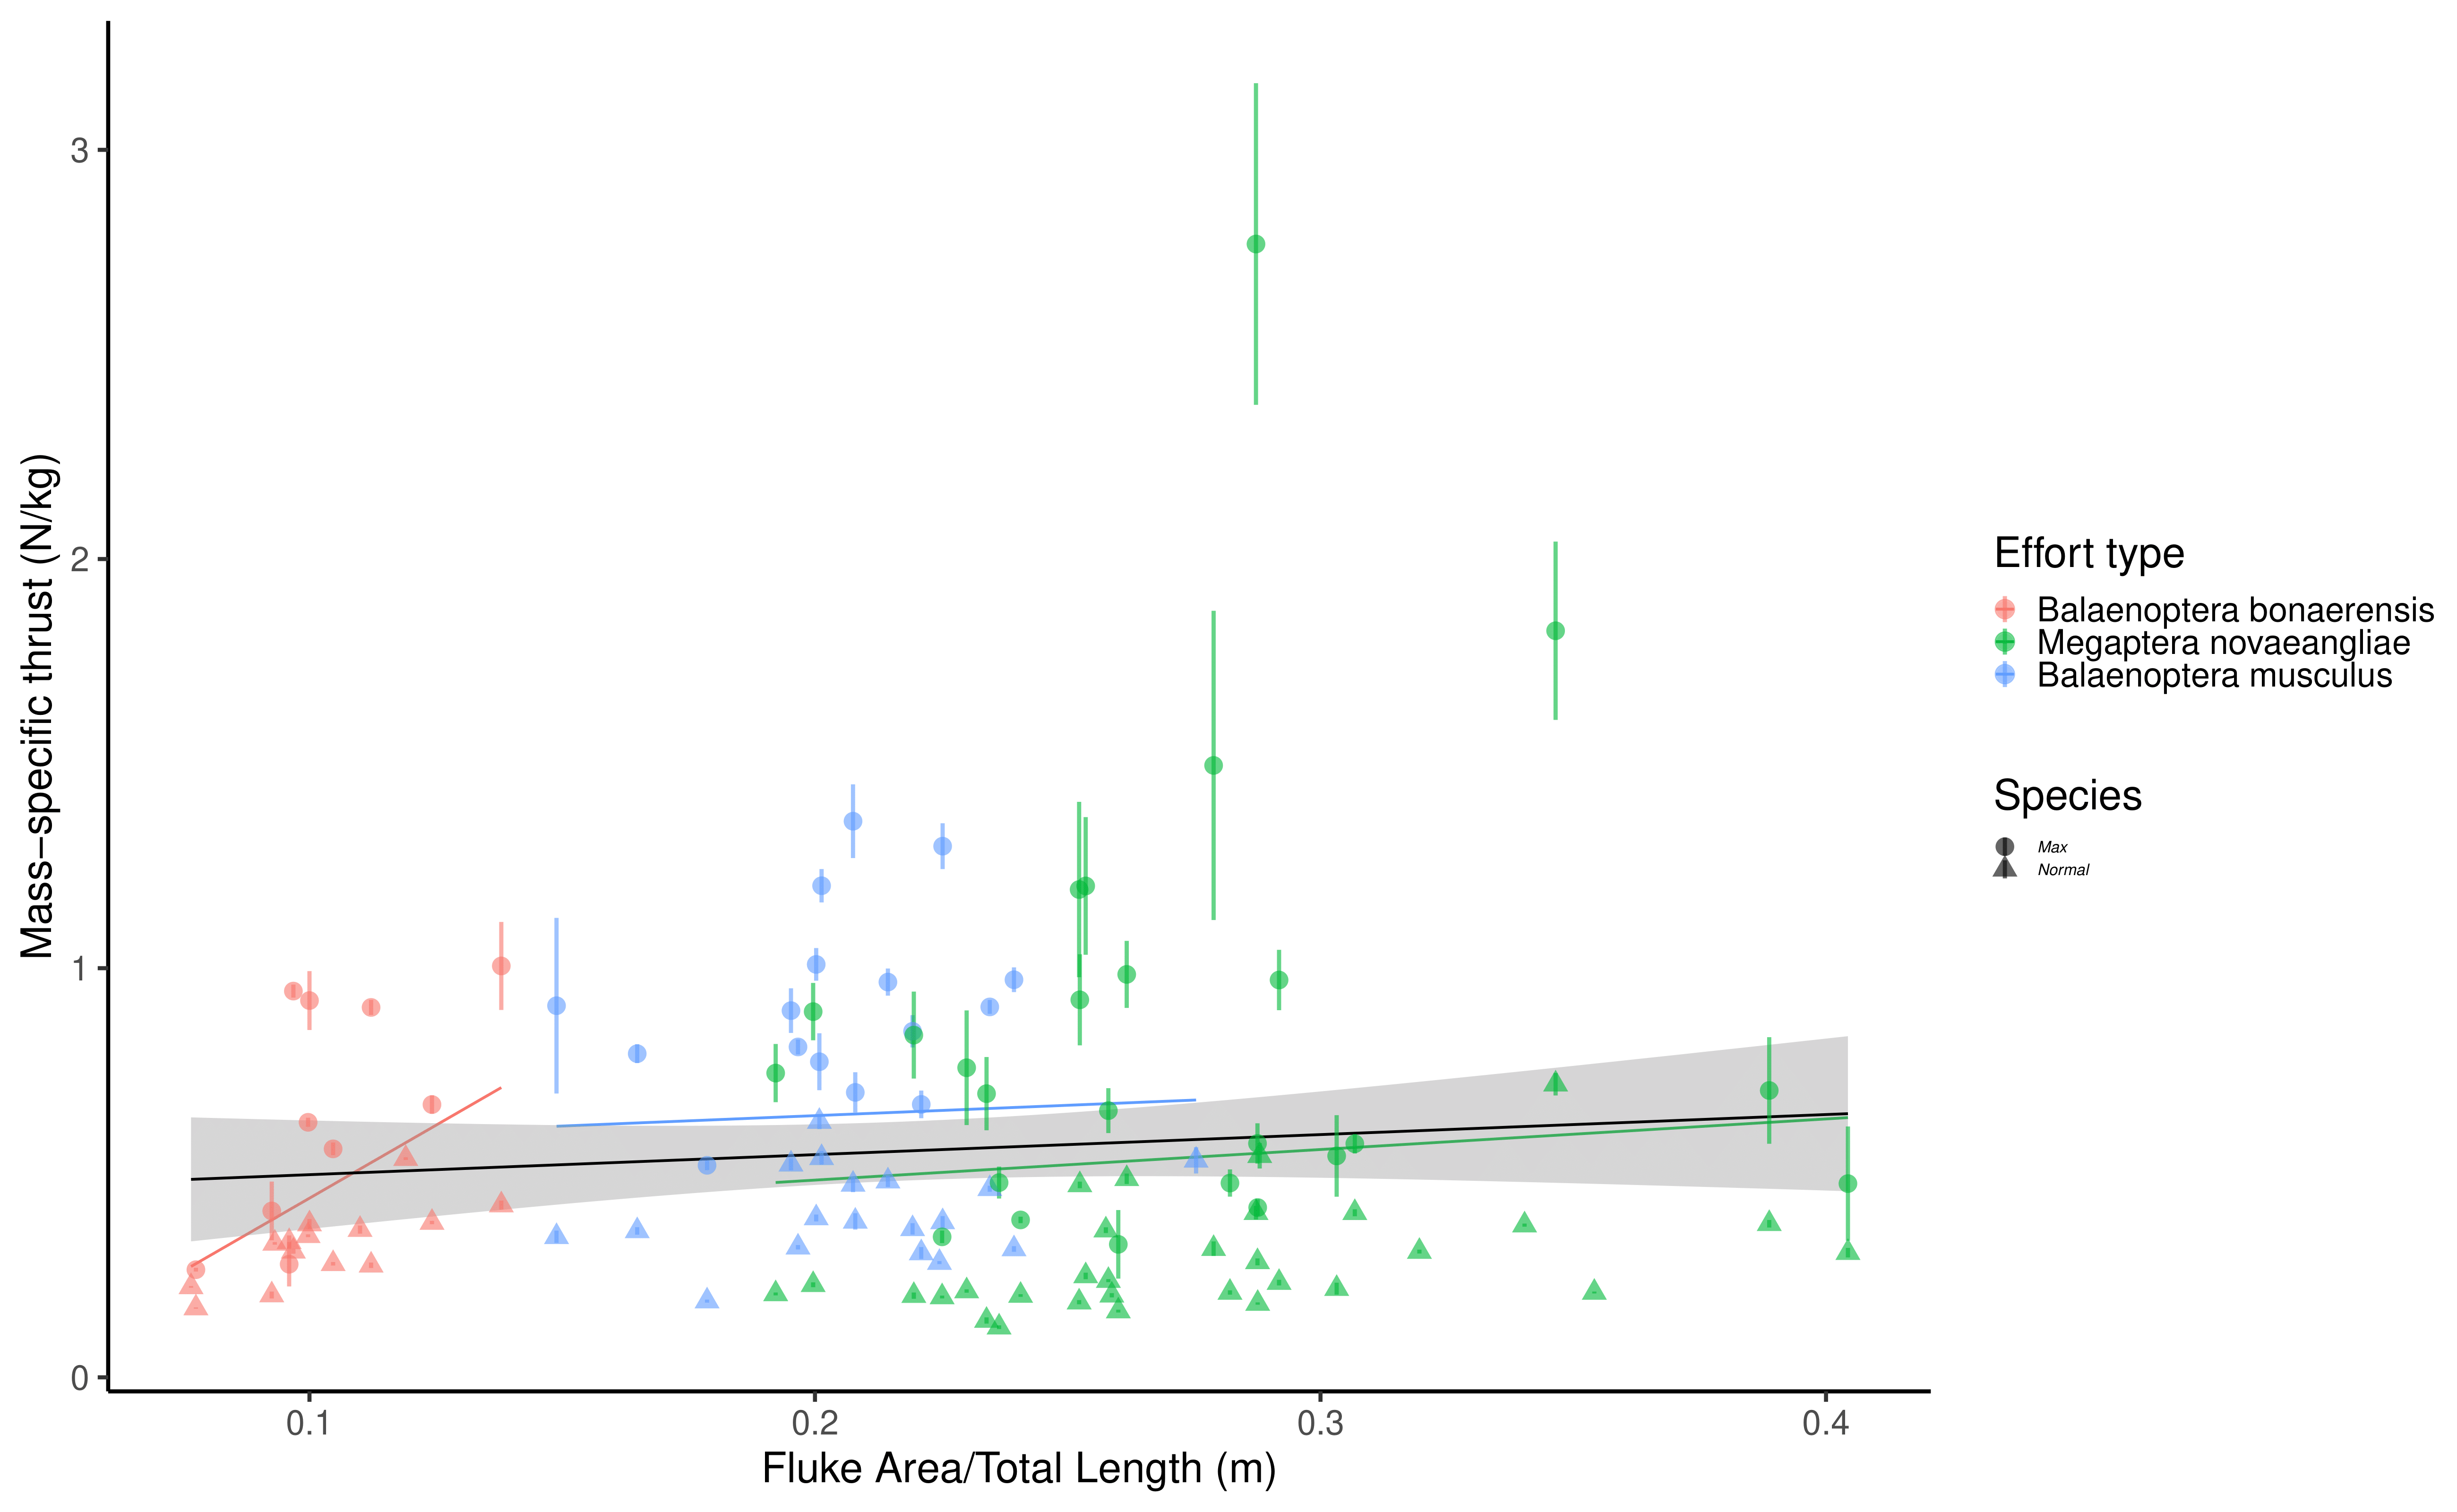 3
2
1
0
Mass−specific thrust (N/kg)
0.1
0.2
0.3
0.4
Fluke Area/Total Length (m)
Effort type
Balaenoptera bonaerensis
Megaptera novaeangliae
Balaenoptera musculus
Species
Max
Normal